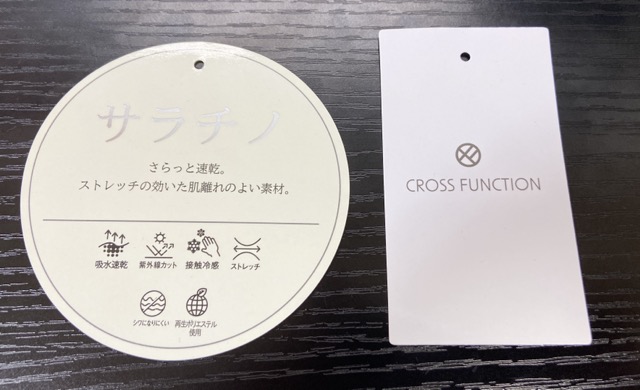 サラチノ
さらっと速乾。
ストレッチの効いた肌離れのよい素材。
吸水速乾
紫外線カット
接触冷感
ストレッチ
シワになりにくい
再生ポリエステル
使用
CROSS FUNCTION